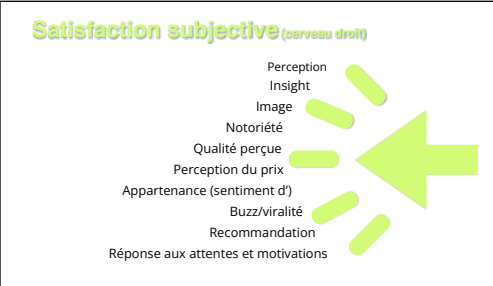 Satisfaction subjective (cerveau droit)
Perception
Insight
Image
Notoriété
Qualité perçue
Perception du prix
Appartenance (sentiment d’)
Buzz/viralité
Recommandation
Réponse aux attentes et motivations